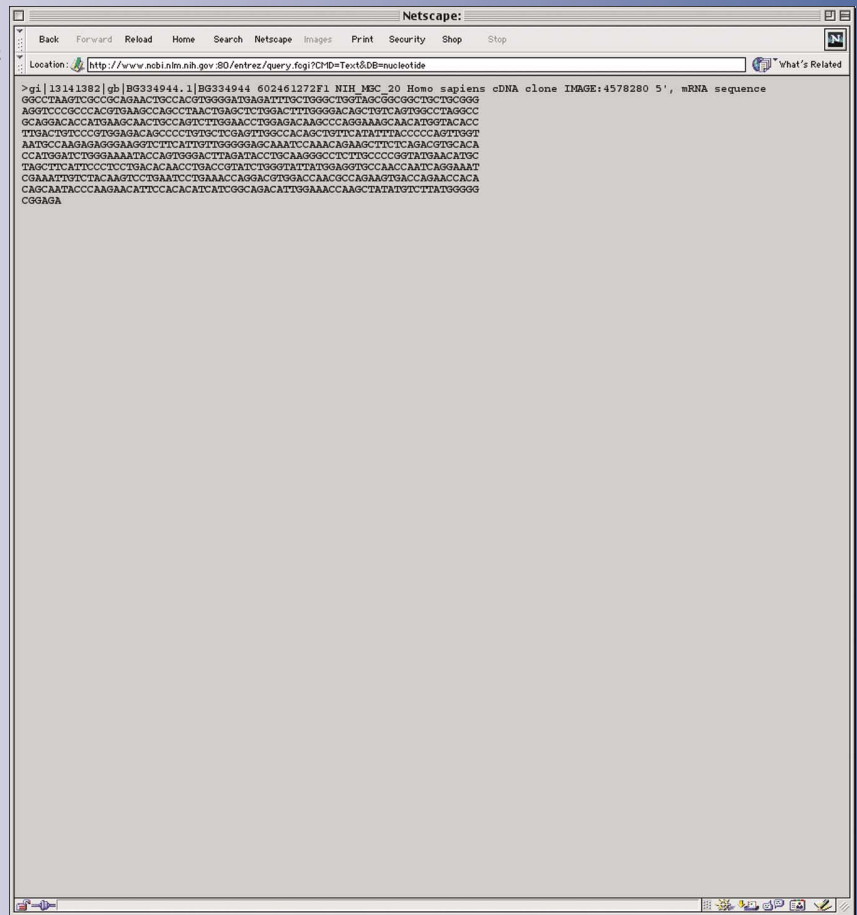 Netscape:
Back Forward Reload Home Search Netscape Images Print Security Shop Stop
N
Location: http://www.ncbi.nlm.nih.gov:80/entrez/query.fcgi?CMD=Text&DB=nucleotide What's Related
>gi|13141382|gb|BG334944.1|BG334944 602461272F1 NIH_MGC_20 Homo sapiens cDNA clone IMAGE:4578280 5', mRNA sequence
GGCCTAAGTCGCCGCAGAACTGCCACGTGGGGATGAGATTTGCTGGGCTGGTAGCGGCGGCTGCTGCGGG
AGGTCCCGCCCACGTGAAGCCAGCCTAACTGAGCTCTGGACTTTGGGGACAGCTGTCAGTGGCCTAGGCC
GCAGGACACCATGAAGCAACTGCCAGTCTTGGAACCTGGAGACAAGCCCAGGAAAGCAACATGGTACACC
TTGACTGTCCCGTGGAGACAGCCCCTGTGCTCGAGTTGGCCACAGCTGTTCATATTTACCCCCAGTTGGT
AATGCCAAGAGAGGGAAGGTCTTCATTGTTGGGGGAGCAAATCCAAACAGAAGCTTCTCAGACGTGCACA
CCATGGATCTGGGAAAATACCAGTGGGACTTAGATACCTGCAAGGGCCTCTTGCCCCGGTATGAACATGC
TAGCTTCATTCCCTCCTGACACAACCTGACCGTATCTGGGTATTATGGAGGTGCCAACCAATCAGGAAAT
CGAAATTGTCTACAAGTCCTGAATCCTGAAACCAGGACGTGGACCAACGCCAGAAGTGACCAGAACCACA
CAGCAATACCCAAGAACATTCCACACATCATCGGCAGACATTGGAAACCAAGCTATATGTCTTATGGGGG
CGGAGA